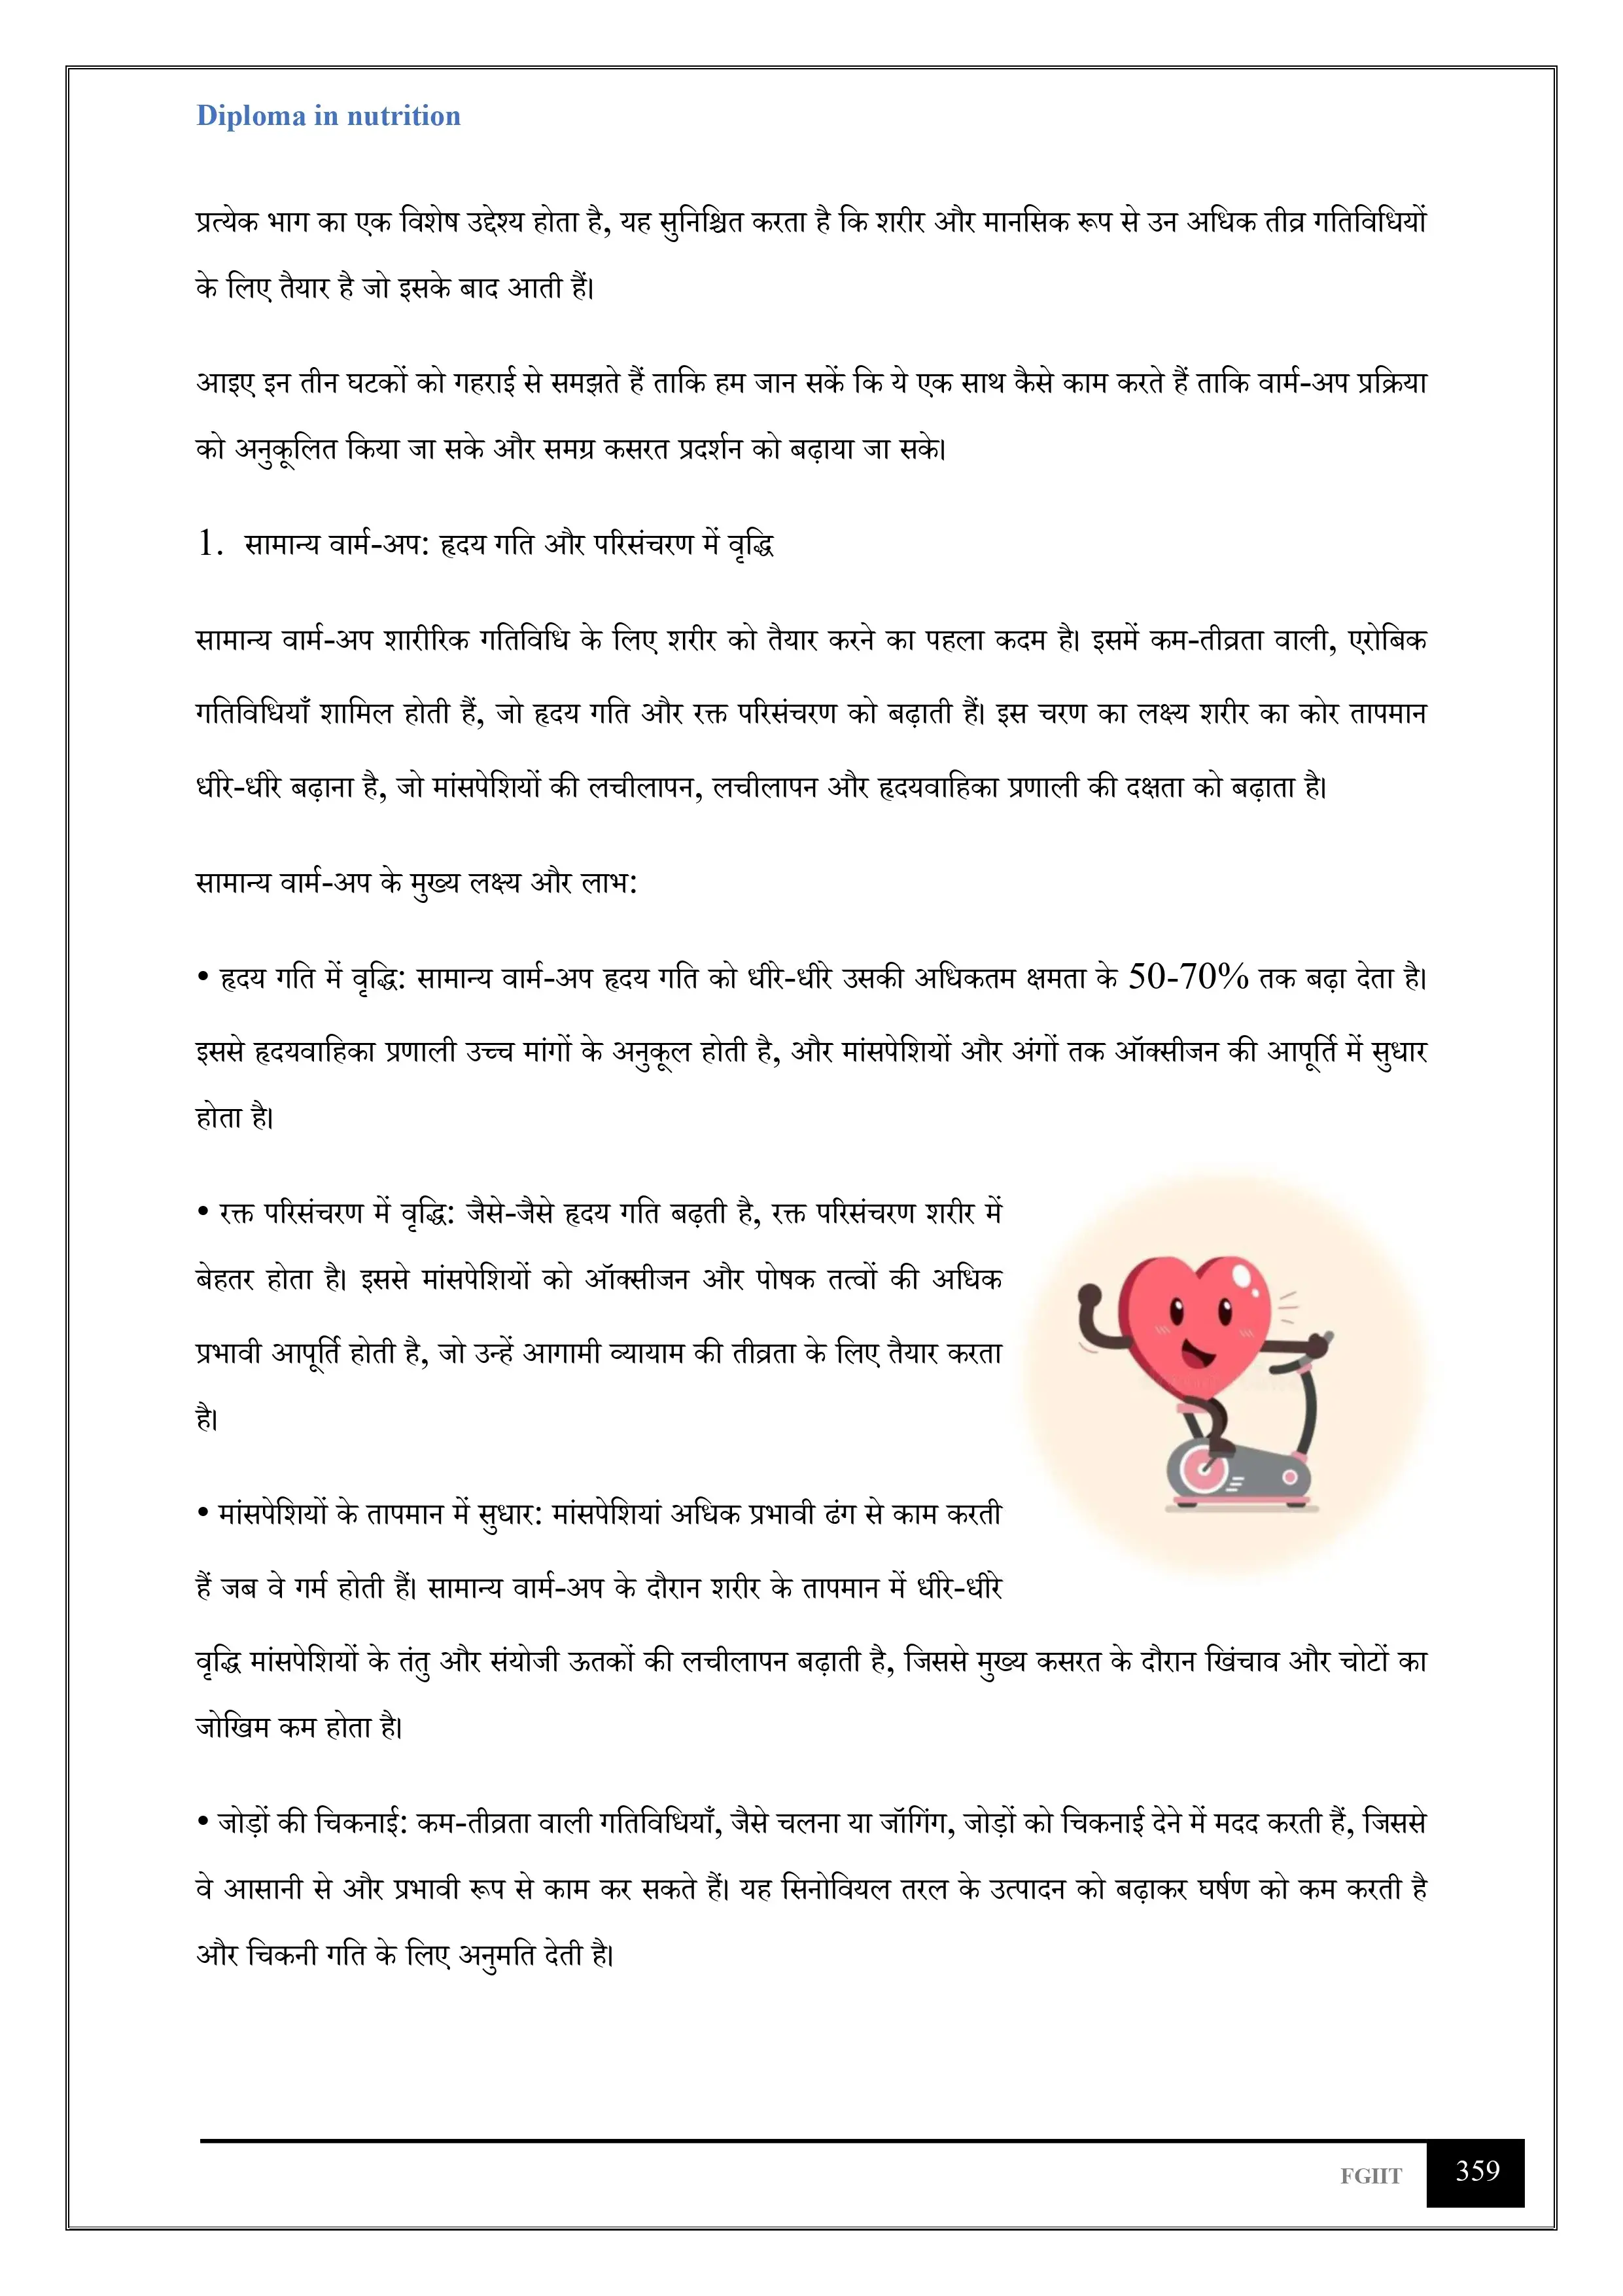 Diploma in nutrition
प्रत्येक भाग का एक विशेष उद्देश्य होता है, यह सुनिश्चित करता है कि शरीर और मानसिक रूप से उन अधिक तीव्र गतिविधियों
के लिए तैयार है जो इसके बाद आती हैं।
आइए इन तीन घटकों को गहराई से समझते हैं ताकि हम जान सकें कि ये एक साथ कैसे काम करते हैं ताकि वार्म-अप प्रक्रिया
को अनुकूलित किया जा सके और समग्र कसरत प्रदर्शन को बढ़ाया जा सके।
1. सामान्य वार्म-अप: हृदय गति और परिसंचरण में वृद्धि
सामान्य वार्म-अप शारीरिक गतिविधि के लिए शरीर को तैयार करने का पहला कदम है। इसमें कम-तीव्रता वाली, एरोबिक
गतिविधियाँ शामिल होती हैं, जो हृदय गति और रक्त परिसंचरण को बढ़ाती हैं। इस चरण का लक्ष्य शरीर का कोर तापमान
धीरे-धीरे बढ़ाना है, जो मांसपेशियों की लचीलापन, लचीलापन और हृदयवाहिका प्रणाली की दक्षता को बढ़ाता है।
सामान्य वार्म-अप के मुख्य लक्ष्य और लाभ:
• हृदय गति में वृद्धि: सामान्य वार्म-अप हृदय गति को धीरे-धीरे उसकी अधिकतम क्षमता के 50-70% तक बढ़ा देता है।
इससे हृदयवाहिका प्रणाली उच्च मांगों के अनुकूल होती है, और मांसपेशियों और अंगों तक ऑक्सीजन की आपूर्ति में सुधार
होता है।
• रक्त परिसंचरण में वृद्धि: जैसे-जैसे हृदय गति बढ़ती है, रक्त परिसंचरण शरीर में
बेहतर होता है। इससे मांसपेशियों को ऑक्सीजन और पोषक तत्वों की अधिक
प्रभावी आपूर्ति होती है, जो उन्हें आगामी व्यायाम की तीव्रता के लिए तैयार करता
है।
• मांसपेशियों के तापमान में सुधार: मांसपेशियां अधिक प्रभावी ढंग से काम करती
हैं जब वे गर्म होती हैं। सामान्य वार्म-अप के दौरान शरीर के तापमान में धीरे-धीरे
वृद्धि मांसपेशियों के तंतु और संयोजी ऊतकों की लचीलापन बढ़ाती है, जिससे मुख्य कसरत के दौरान खिंचाव और चोटों का
जोखिम कम होता है।
• जोड़ों की चिकनाई: कम-तीव्रता वाली गतिविधियाँ, जैसे चलना या जॉगिंग, जोड़ों को चिकनाई देने में मदद करती हैं, जिससे
वे आसानी से और प्रभावी रूप से काम कर सकते हैं। यह सिनोवियल तरल के उत्पादन को बढ़ाकर घर्षण को कम करती है
और चिकनी गति के लिए अनुमति देती है।
FGIIT 359